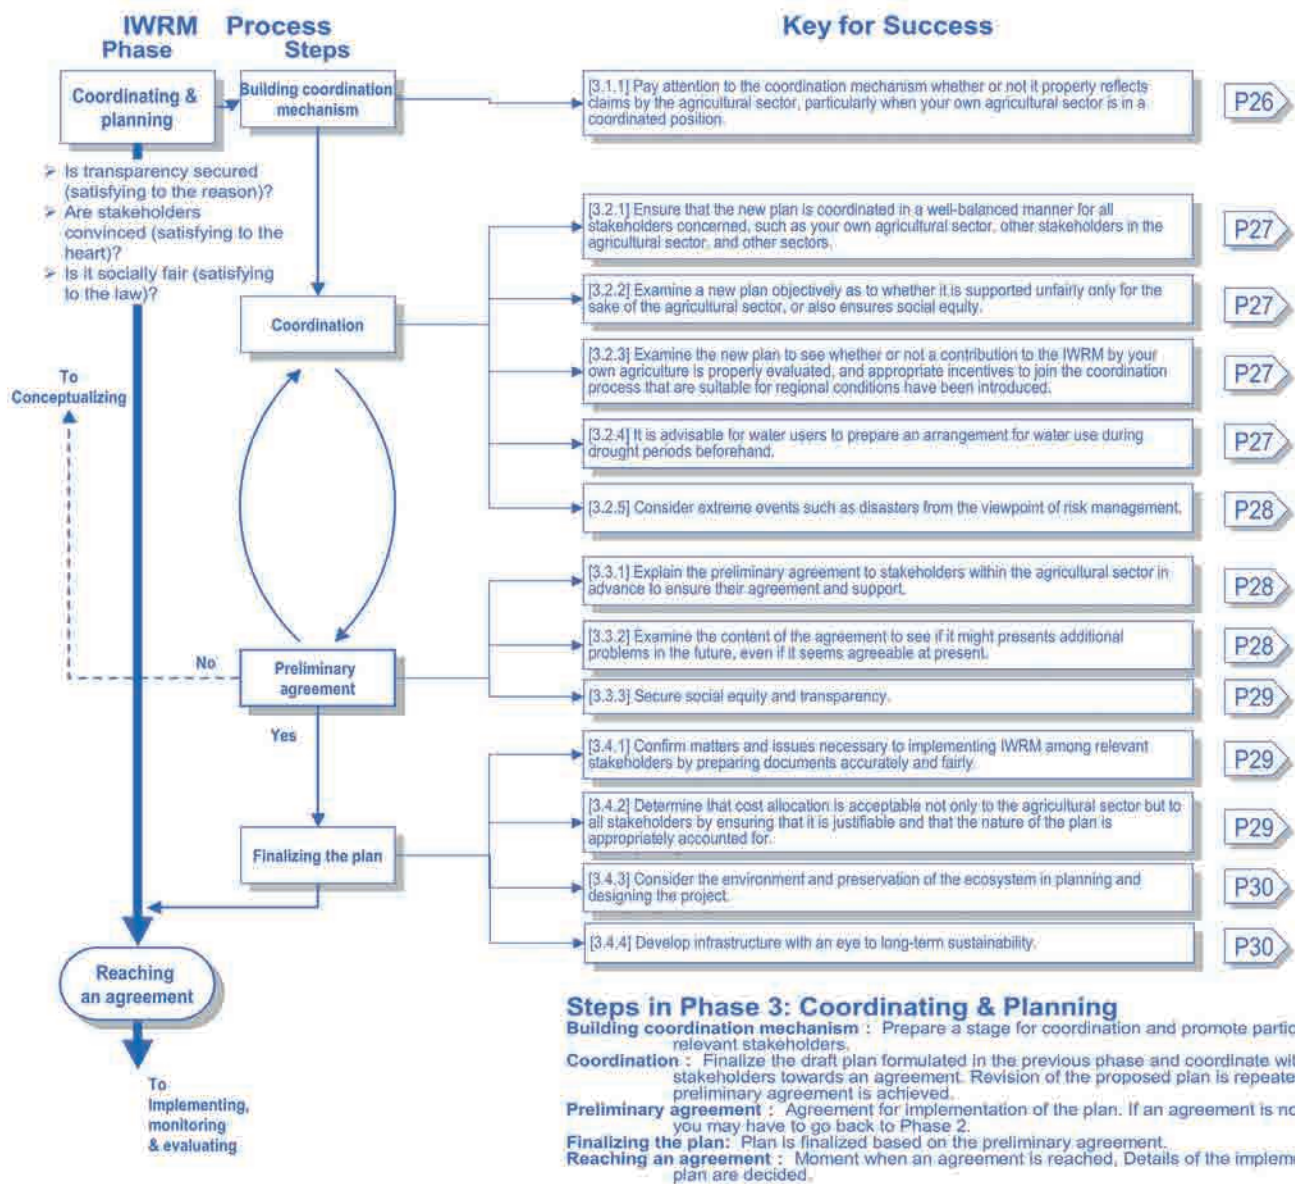 IWRM Process
Phase Steps
Key for Success
Coordinating &
planning
Building coordination
mechanism
[3.1.1] Pay attention to the coordination mechanism whether or not it properly reflects
claims by the agricultural sector, particularly when your own agricultural sector is in a
coordinated position.
P26
➢ Is transparency secured
(satisfying to the reason)?
➢ Are stakeholders
convinced (satisfying to the
heart)?
➢ Is it socially fair (satisfying
to the law)?
Coordination
[3.2.1] Ensure that the new plan is coordinated in a well-balanced manner for all
stakeholders concerned, such as your own agricultural sector, other stakeholders in the
agricultural sector, and other sectors.
P27
[3.2.2] Examine a new plan objectively as to whether it is supported unfairly only for the
sake of the agricultural sector, or also ensures social equity.
P27
[3.2.3] Examine the new plan to see whether or not a contribution to the IWRM by your
own agriculture is properly evaluated, and appropriate incentives to join the coordination
process that are suitable for regional conditions have been introduced.
P27
[3.2.4] It is advisable for water users to prepare an arrangement for water use during
drought periods beforehand.
P27
[3.2.5] Consider extreme events such as disasters from the viewpoint of risk management.
P28
To
Conceptualizing
No
Preliminary
agreement
Yes
[3.3.1] Explain the preliminary agreement to stakeholders within the agricultural sector in
advance to ensure their agreement and support.
P28
[3.3.2] Examine the content of the agreement to see if it might presents additional
problems in the future, even if it seems agreeable at present.
P28
[3.3.3] Secure social equity and transparency.
P29
Finalizing the plan
[3.4.1] Confirm matters and issues necessary to implementing IWRM among relevant
stakeholders by preparing documents accurately and fairly.
P29
[3.4.2] Determine that cost allocation is acceptable not only to the agricultural sector but to
all stakeholders by ensuring that it is justifiable and that the nature of the plan is
appropriately accounted for.
P29
[3.4.3] Consider the environment and preservation of the ecosystem in planning and
designing the project.
P30
[3.4.4] Develop infrastructure with an eye to long-term sustainability.
P30
Reaching
an agreement
To
Implementing,
monitoring
& evaluating
Steps in Phase 3: Coordinating & Planning
Building coordination mechanism : Prepare a stage for coordination and promote partic
relevant stakeholders.
Coordination : Finalize the draft plan formulated in the previous phase and coordinate wi
stakeholders towards an agreement. Revision of the proposed plan is repeate
preliminary agreement is achieved.
Preliminary agreement : Agreement for implementation of the plan. If an agreement is no
you may have to go back to Phase 2.
Finalizing the plan: Plan is finalized based on the preliminary agreement.
Reaching an agreement : Moment when an agreement is reached, Details of the impleme
plan are decided.